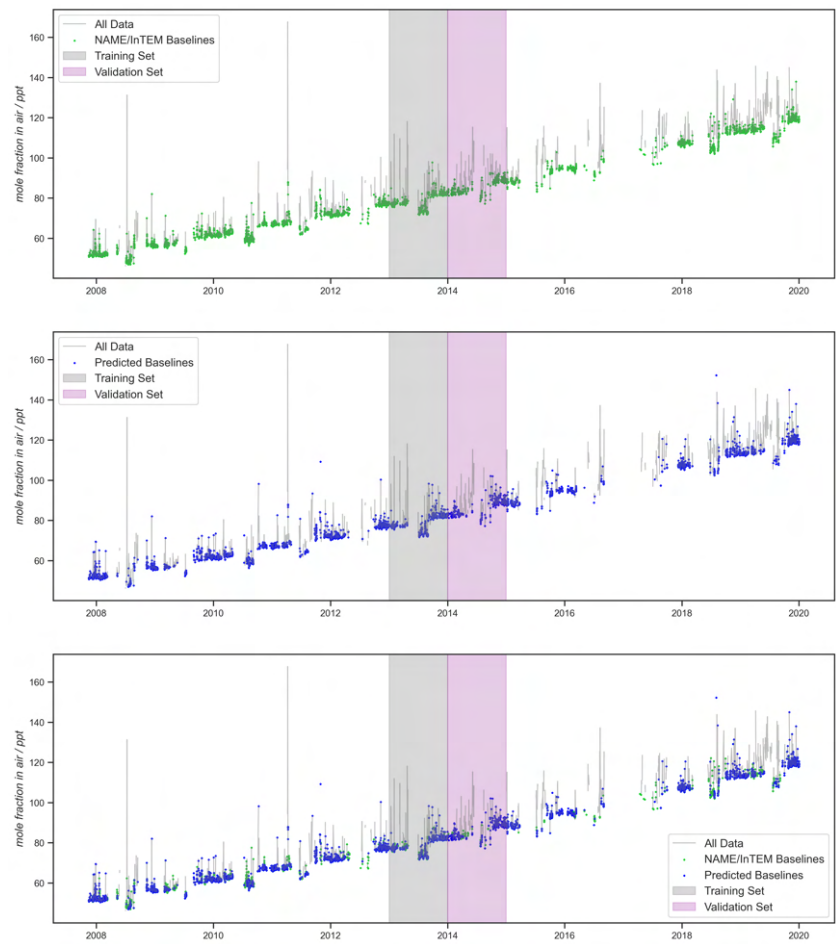 All Data
NAME/InTEM Baselines
Training Set
Validation Set
mole fraction in air / ppt
160
140
120
100
80
60
2008
2010
2012
2014
2016
2018
2020
All Data
Predicted Baselines
Training Set
Validation Set
mole fraction in air / ppt
160
140
120
100
80
60
2008
2010
2012
2014
2016
2018
2020
mole fraction in air / ppt
160
140
120
100
80
60
All Data
NAME/InTEM Baselines
Predicted Baselines
Training Set
Validation Set
2008
2010
2012
2014
2016
2018
2020